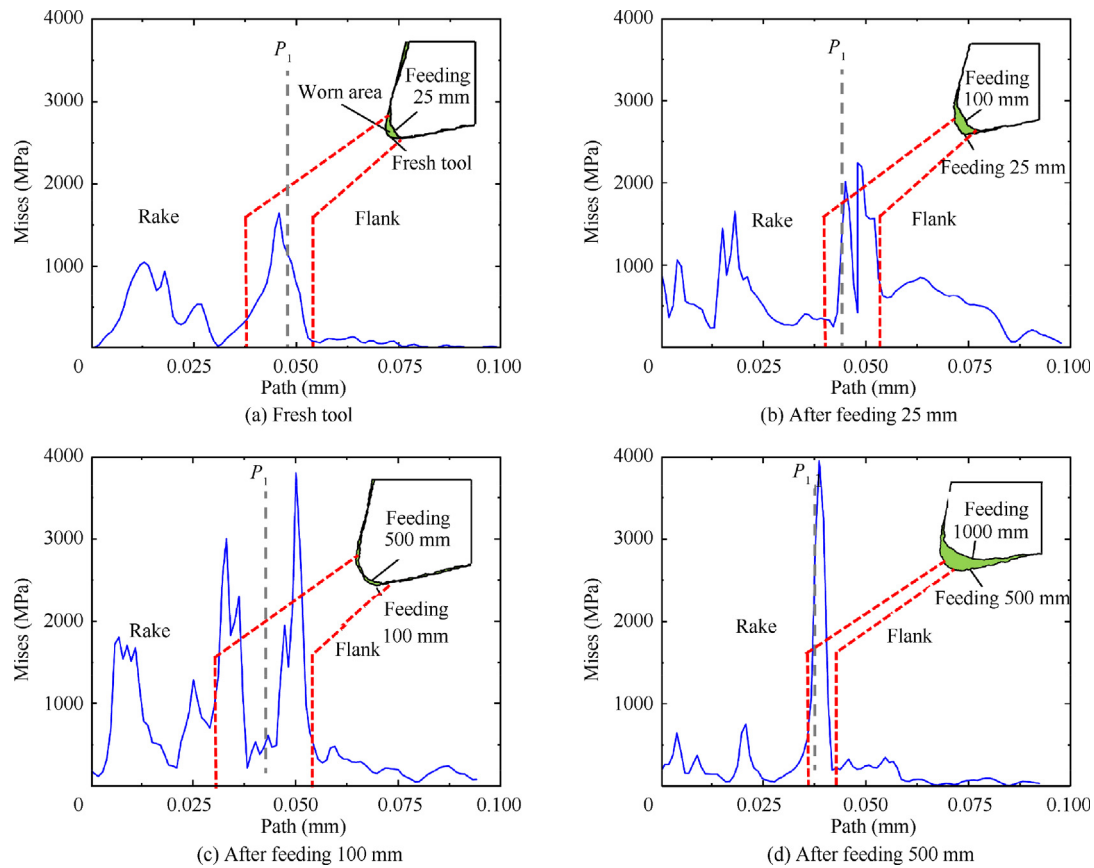 4000
3000
2000
1000
0
Mises (MPa)
P1
Worn area
Feeding
25 mm
Fresh tool
Rake
Flank
0.025
0.050
0.075
0.100
Path (mm)
(a) Fresh tool
4000
3000
2000
1000
0
Mises (MPa)
P1
Feeding
100 mm
Feeding 25 mm
Rake
Flank
0.025
0.050
0.075
0.100
Path (mm)
(b) After feeding 25 mm
4000
3000
2000
1000
0
Mises (MPa)
P1
Feeding
500 mm
Feeding
100 mm
Rake
Flank
0.025
0.050
0.075
0.100
Path (mm)
(c) After feeding 100 mm
4000
3000
2000
1000
0
Mises (MPa)
P1
Feeding
1000 mm
Feeding 500 mm
Rake
Flank
0.025
0.050
0.075
0.100
Path (mm)
(d) After feeding 500 mm